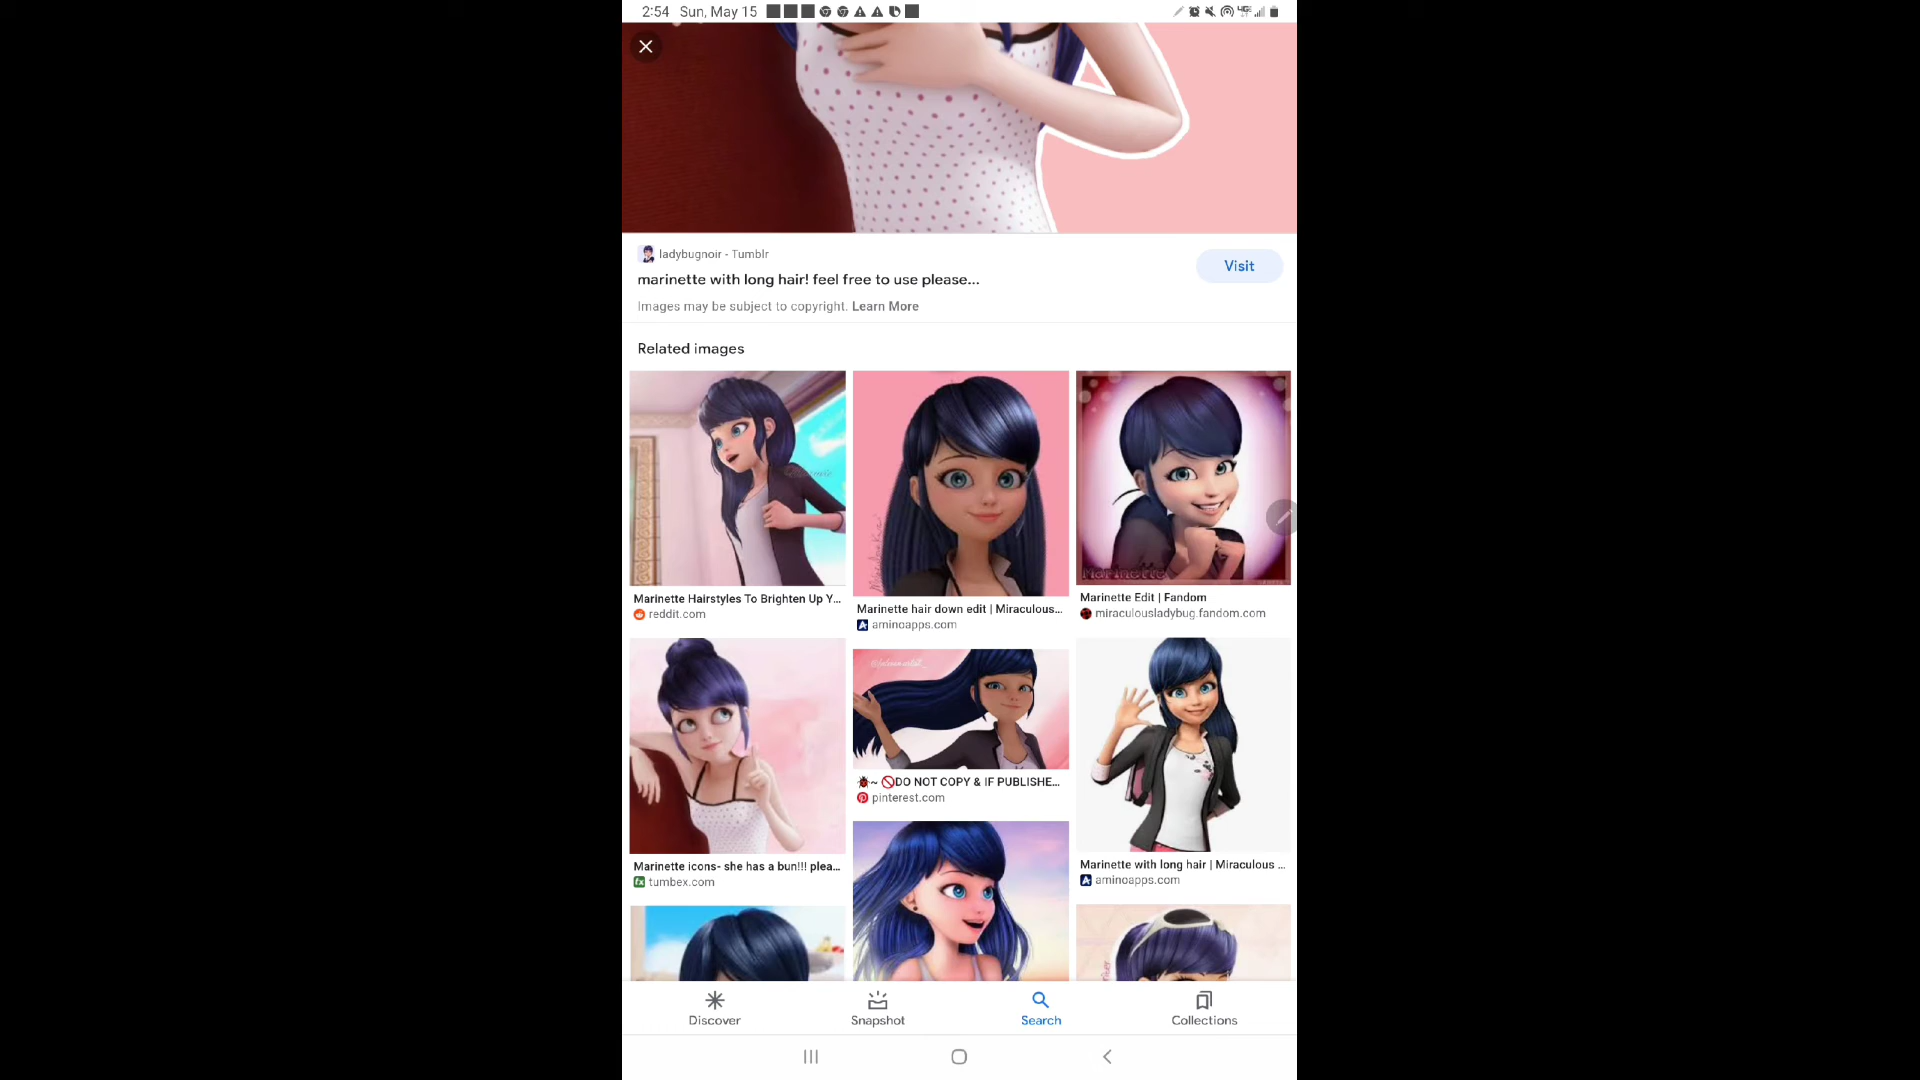 2:54 Sun, May 15
ladybugnoir - Tumblr
marinette with long hair! feel free to use please...
Visit
Images may be subject to copyright. Learn More
Related images
Marinette
Marinette Hairstyles To Brighten Up Y...
reddit.com
Marinette hair down edit | Miraculous...
aminoapps.com
Marinette Edit | Fandom
miraculousladybug.fandom.com
Marinette icons- she has a bun!!! plea...
tumbex.com
🐞~ 🚫DO NOT COPY & IF PUBLISHE...
pinterest.com
Marinette with long hair | Miraculous ...
aminoapps.com
Discover
Snapshot
Search
Collections